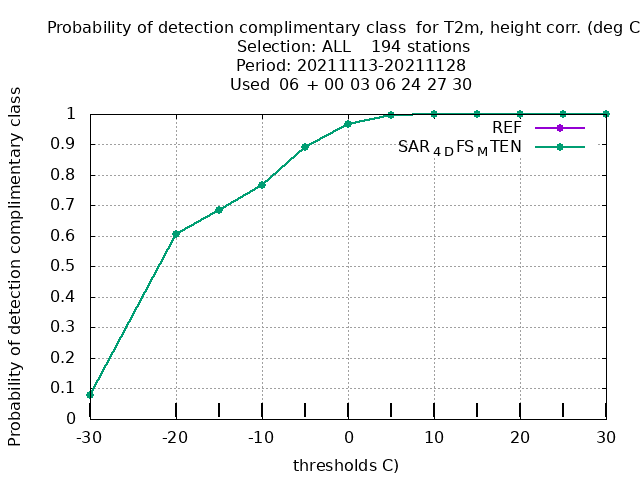 Probability of detection complimentary class  for T2m, height corr. (deg C
Selection: ALL    194 stations
Period: 20211113-20211128
Used  06  + 00 03 06 24 27 30
Probability of detection complimentary class
1
0.9
0.8
0.7
0.6
0.5
0.4
0.3
0.2
0.1
0
REF
SAR4DFSMTEN
-30 -20 -10 0 10 20 30
thresholds C)